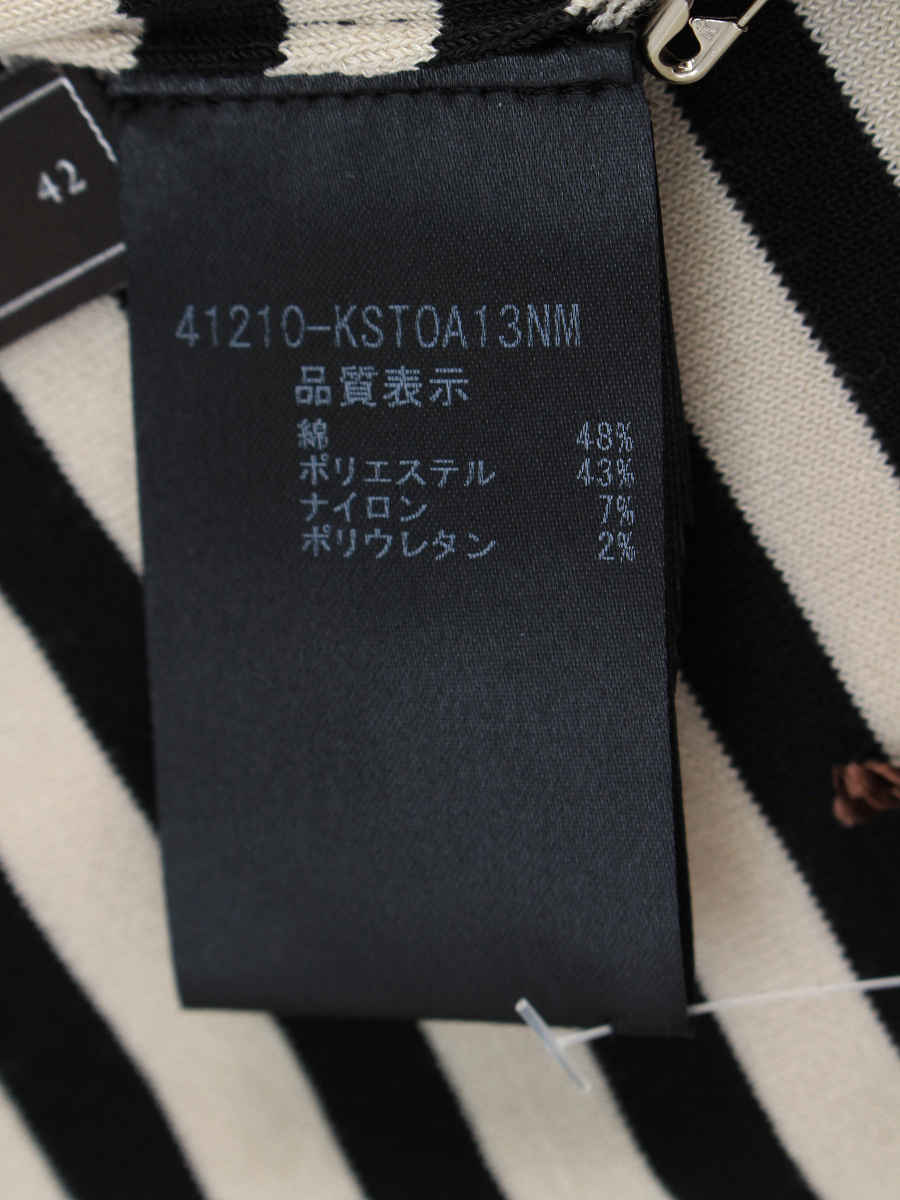 42
41210-KST0A13NM
品質表示
綿 48%
ポリエステル 43%
ナイロン 7%
ポリウレタン 2%